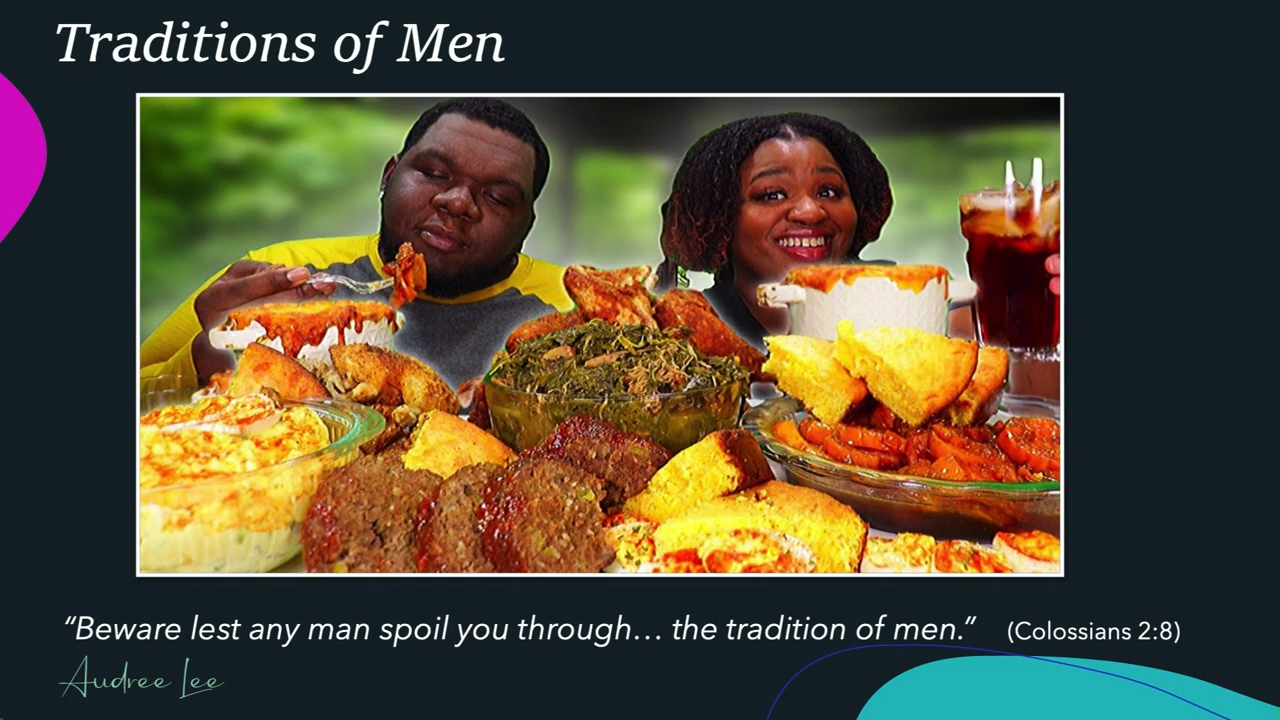 Traditions of Men
“Beware lest any man spoil you through… the tradition of men.” (Colossians 2:8)
Audree Lee